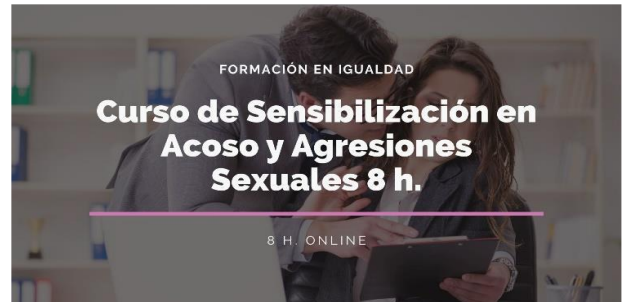 FORMACIÓN EN IGUALDAD
Curso de Sensibilización en
Acoso y Agresiones
Sexuales 8 h.
8 H. ONLINE